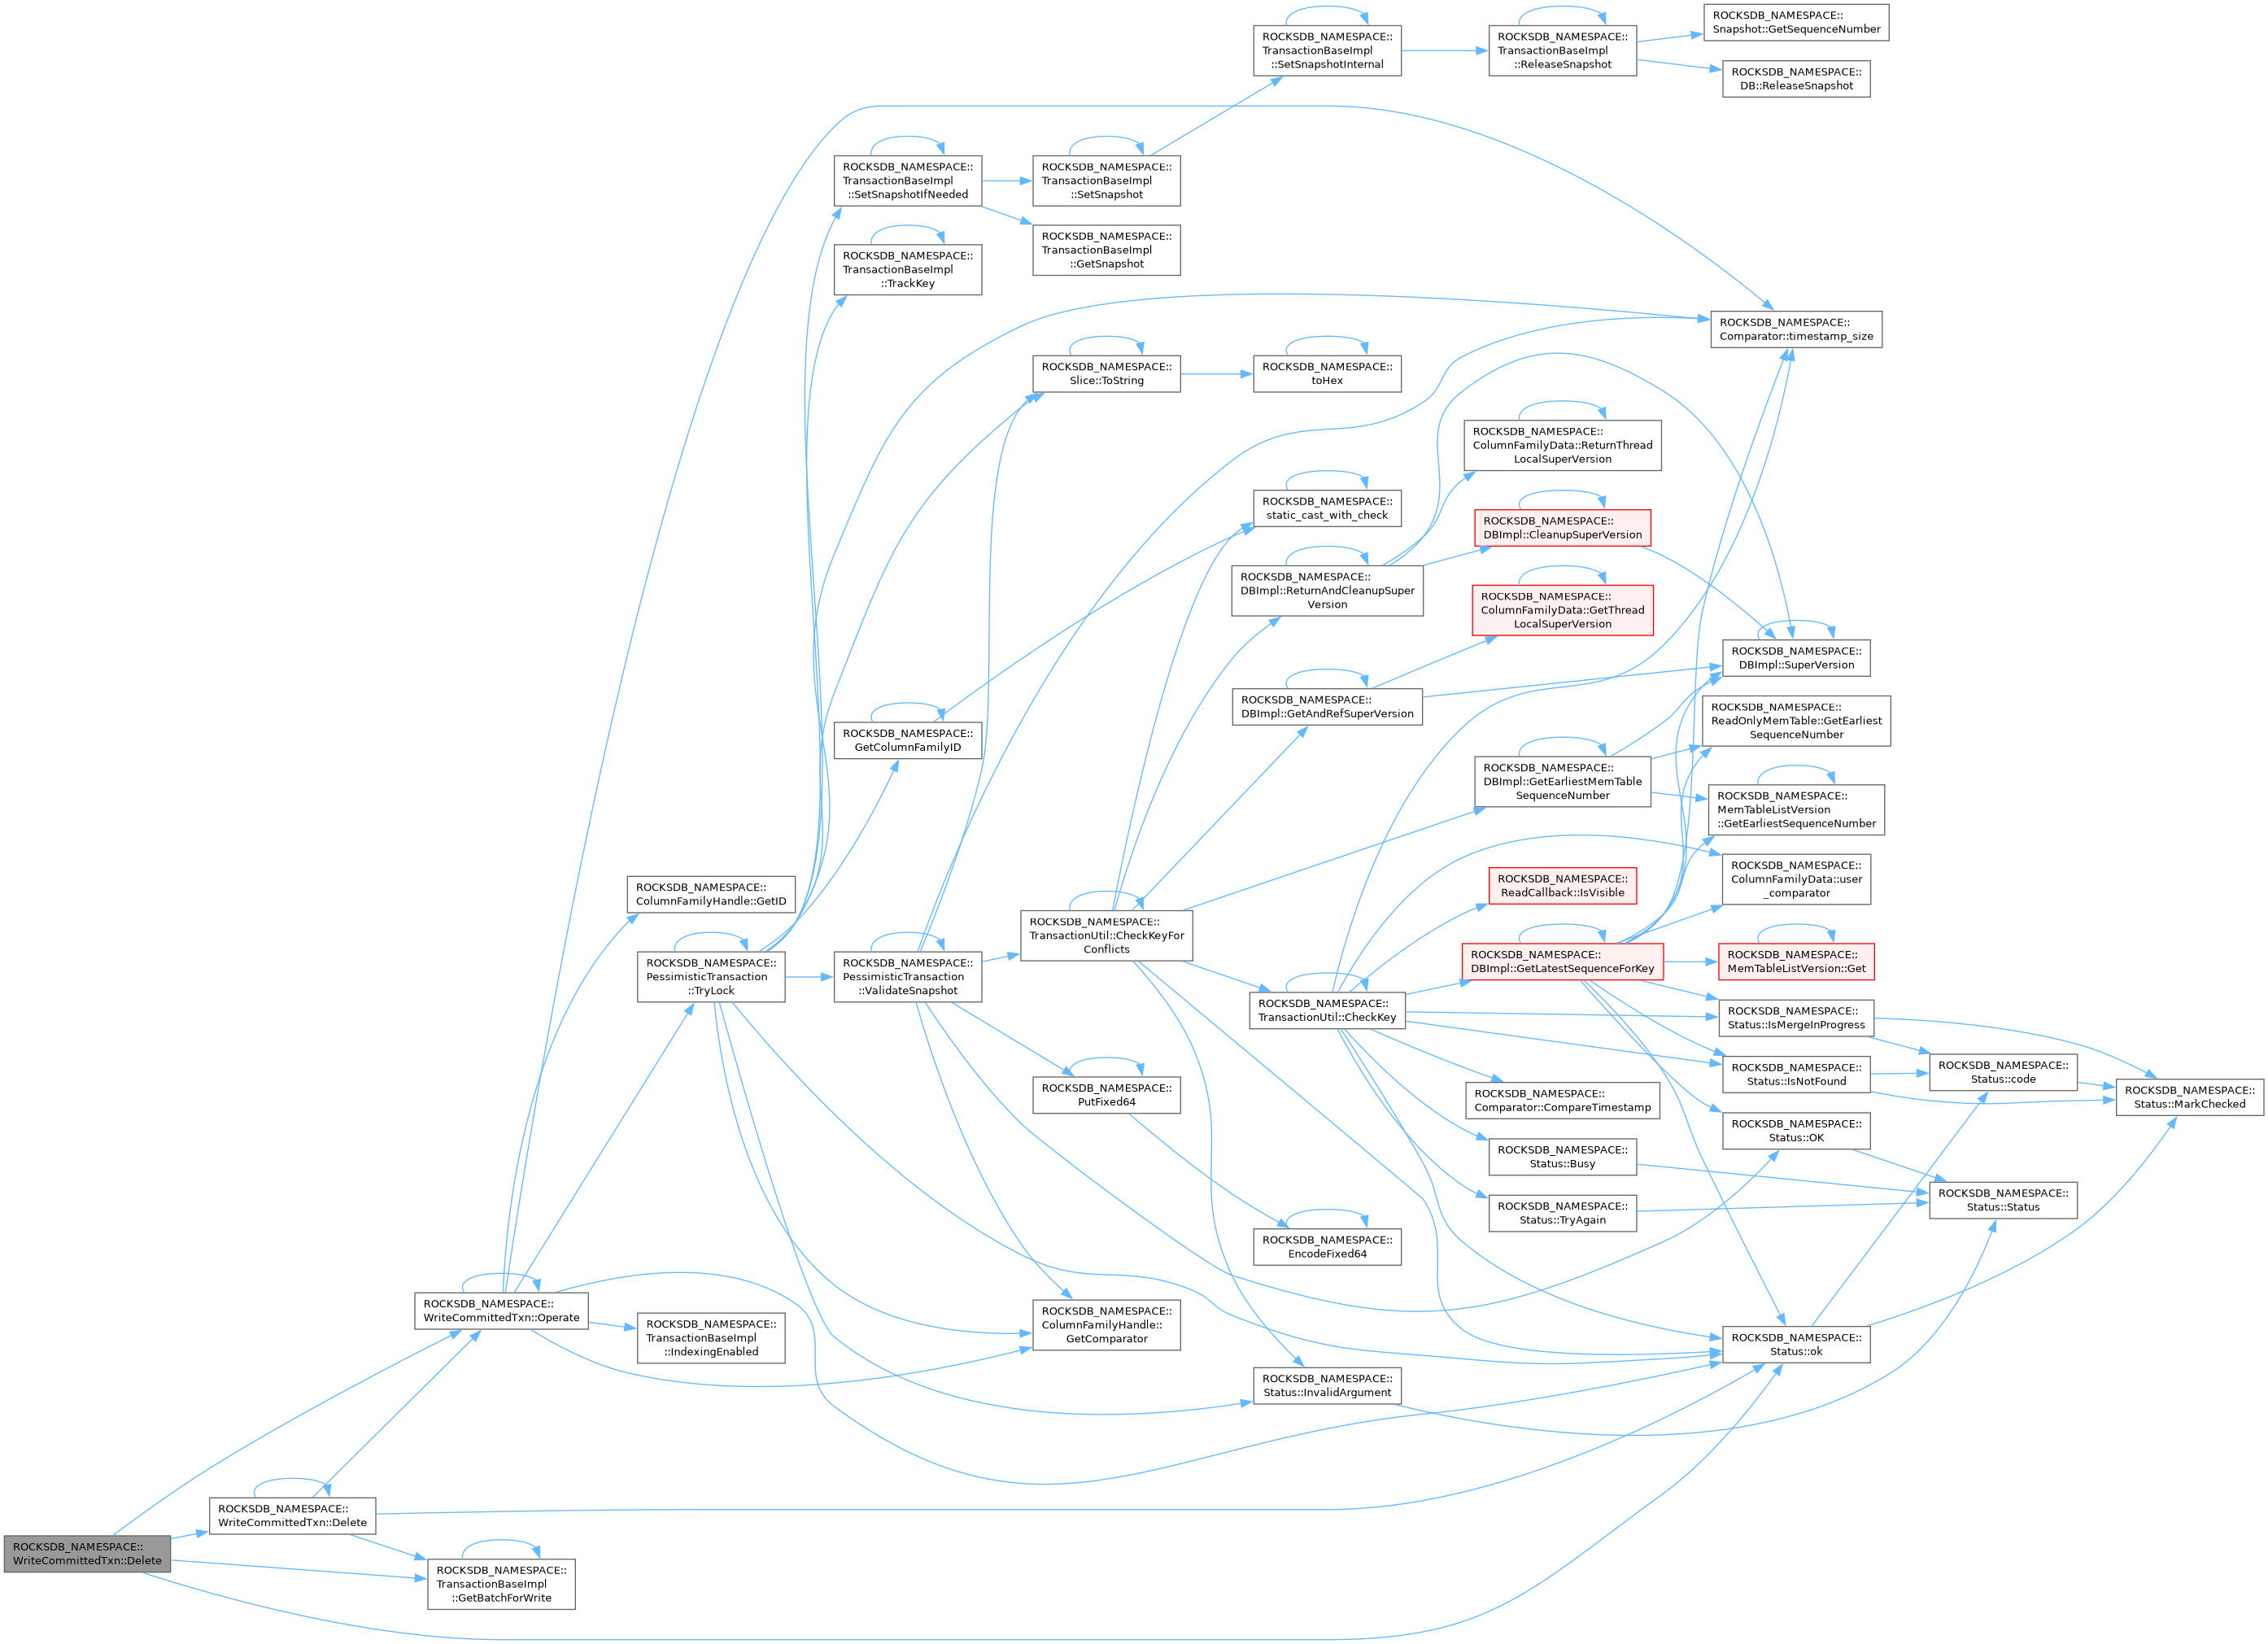 ROCKSDB_NAMESPACE::
WriteCommittedTxn::Delete
ROCKSDB_NAMESPACE::
WriteCommittedTxn::Delete
ROCKSDB_NAMESPACE::
WriteCommittedTxn::Operate
ROCKSDB_NAMESPACE::
TransactionBaseImpl
::GetBatchForWrite
ROCKSDB_NAMESPACE::
ColumnFamilyHandle::GetID
ROCKSDB_NAMESPACE::
PessimisticTransaction
::TryLock
ROCKSDB_NAMESPACE::
TransactionBaseImpl
::IndexingEnabled
ROCKSDB_NAMESPACE::
TransactionBaseImpl
::SetSnapshotIfNeeded
ROCKSDB_NAMESPACE::
TransactionBaseImpl
::TrackKey
ROCKSDB_NAMESPACE::
GetColumnFamilyID
ROCKSDB_NAMESPACE::
PessimisticTransaction
::ValidateSnapshot
ROCKSDB_NAMESPACE::
TransactionBaseImpl
::SetSnapshot
ROCKSDB_NAMESPACE::
TransactionBaseImpl
::GetSnapshot
ROCKSDB_NAMESPACE::
Slice::ToString
ROCKSDB_NAMESPACE::
TransactionUtil::CheckKeyFor
Conflicts
ROCKSDB_NAMESPACE::
PutFixed64
ROCKSDB_NAMESPACE::
ColumnFamilyHandle::
GetComparator
ROCKSDB_NAMESPACE::
TransactionBaseImpl
::SetSnapshotInternal
ROCKSDB_NAMESPACE::
toHex
ROCKSDB_NAMESPACE::
static_cast_with_check
ROCKSDB_NAMESPACE::
DBImpl::ReturnAndCleanupSuper
Version
ROCKSDB_NAMESPACE::
DBImpl::GetAndRefSuperVersion
ROCKSDB_NAMESPACE::
TransactionUtil::CheckKey
ROCKSDB_NAMESPACE::
EncodeFixed64
ROCKSDB_NAMESPACE::
Status::InvalidArgument
ROCKSDB_NAMESPACE::
TransactionBaseImpl
::ReleaseSnapshot
ROCKSDB_NAMESPACE::
ColumnFamilyData::ReturnThread
LocalSuperVersion
ROCKSDB_NAMESPACE::
DBImpl::CleanupSuperVersion
ROCKSDB_NAMESPACE::
ColumnFamilyData::GetThread
LocalSuperVersion
ROCKSDB_NAMESPACE::
DBImpl::GetEarliestMemTable
SequenceNumber
ROCKSDB_NAMESPACE::
ReadCallback::IsVisible
ROCKSDB_NAMESPACE::
DBImpl::GetLatestSequenceForKey
ROCKSDB_NAMESPACE::
Comparator::CompareTimestamp
ROCKSDB_NAMESPACE::
Status::Busy
ROCKSDB_NAMESPACE::
Status::TryAgain
ROCKSDB_NAMESPACE::
Snapshot::GetSequenceNumber
ROCKSDB_NAMESPACE::
DB::ReleaseSnapshot
ROCKSDB_NAMESPACE::
Comparator::timestamp_size
ROCKSDB_NAMESPACE::
DBImpl::SuperVersion
ROCKSDB_NAMESPACE::
ReadOnlyMemTable::GetEarliest
SequenceNumber
ROCKSDB_NAMESPACE::
MemTableListVersion
::GetEarliestSequenceNumber
ROCKSDB_NAMESPACE::
ColumnFamilyData::user
_comparator
ROCKSDB_NAMESPACE::
MemTableListVersion::Get
ROCKSDB_NAMESPACE::
Status::IsMergeInProgress
ROCKSDB_NAMESPACE::
Status::IsNotFound
ROCKSDB_NAMESPACE::
Status::OK
ROCKSDB_NAMESPACE::
Status::ok
ROCKSDB_NAMESPACE::
Status::code
ROCKSDB_NAMESPACE::
Status::Status
ROCKSDB_NAMESPACE::
Status::MarkChecked